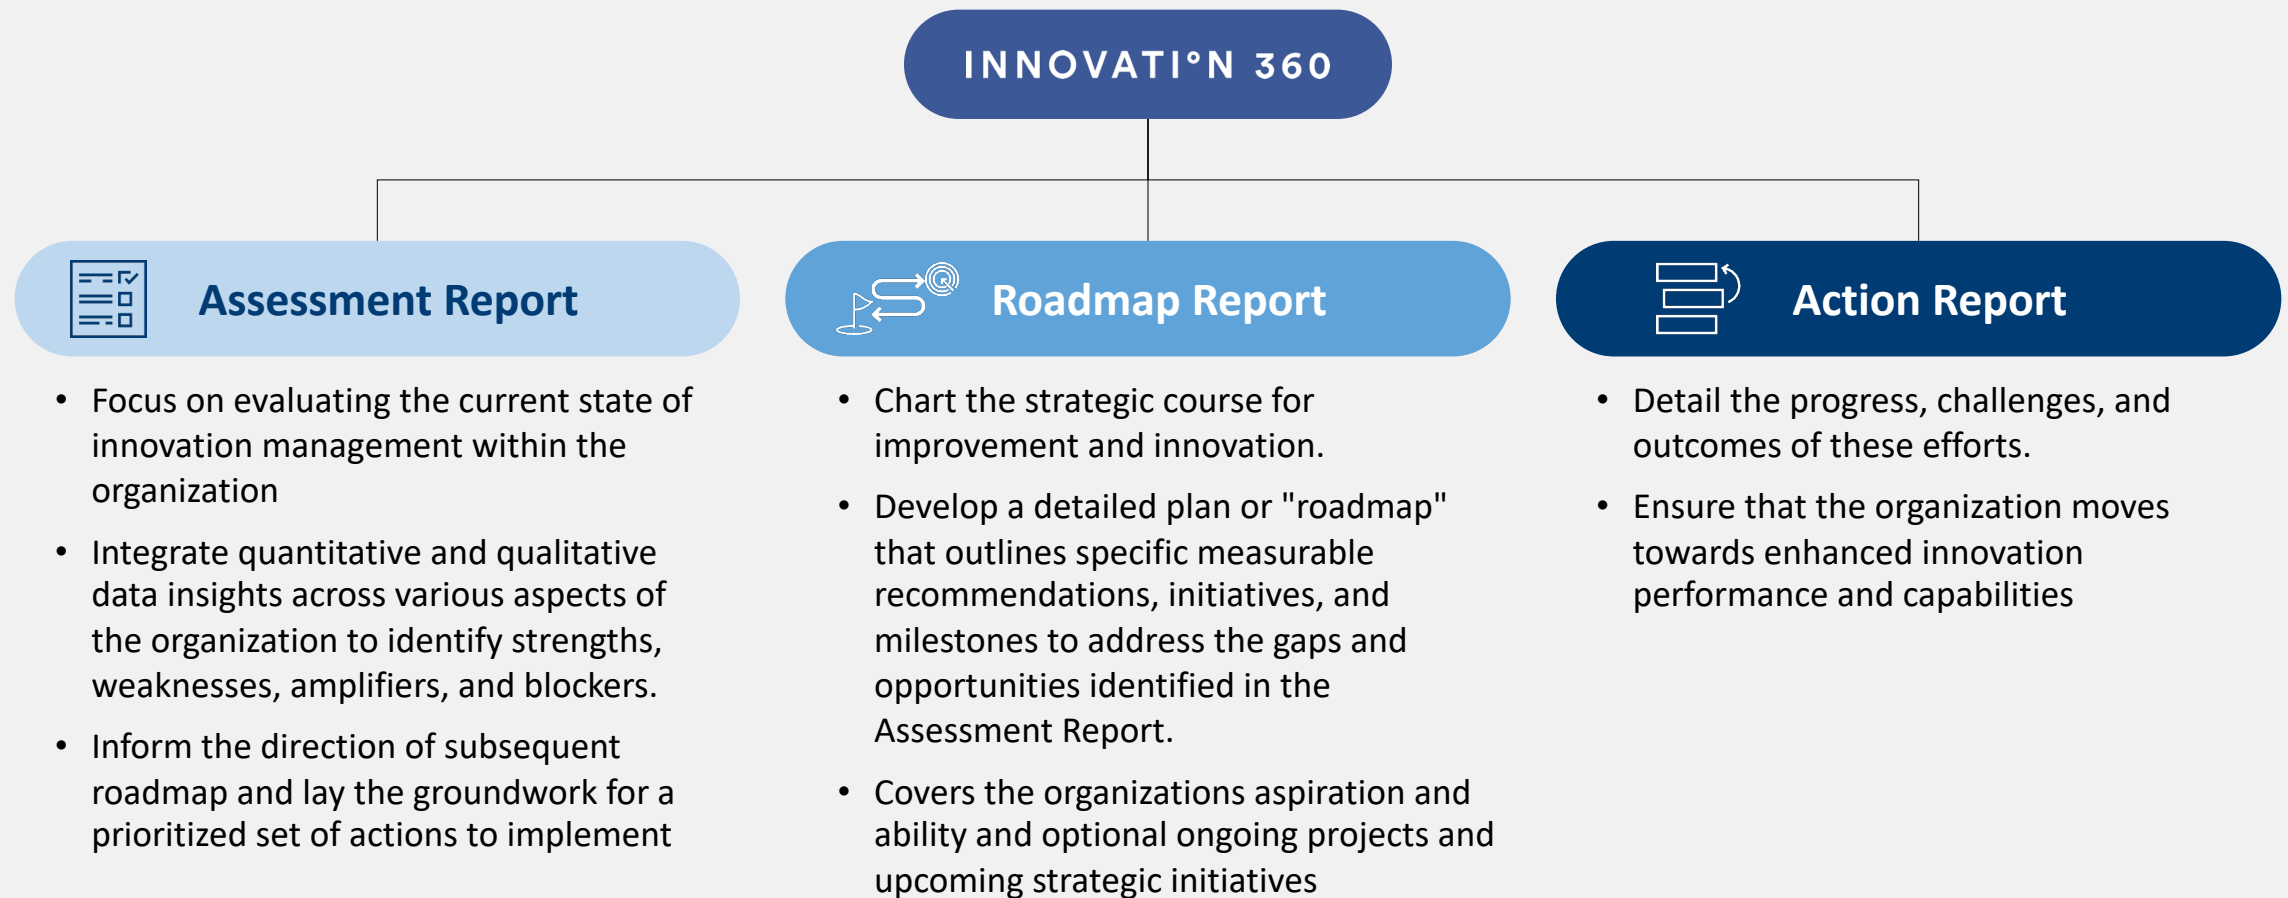 INNOVATI°N 360
Assessment Report
• Focus on evaluating the current state of
innovation management within the
organization
• Integrate quantitative and qualitative
data insights across various aspects of
the organization to identify strengths,
weaknesses, amplifiers, and blockers.
• Inform the direction of subsequent
roadmap and lay the groundwork for a
prioritized set of actions to implement
Roadmap Report
• Chart the strategic course for
improvement and innovation.
• Develop a detailed plan or "roadmap"
that outlines specific measurable
recommendations, initiatives, and
milestones to address the gaps and
opportunities identified in the
Assessment Report.
• Covers the organizations aspiration and
ability and optional ongoing projects and
upcoming strategic initiatives
Action Report
• Detail the progress, challenges, and
outcomes of these efforts.
• Ensure that the organization moves
towards enhanced innovation
performance and capabilities